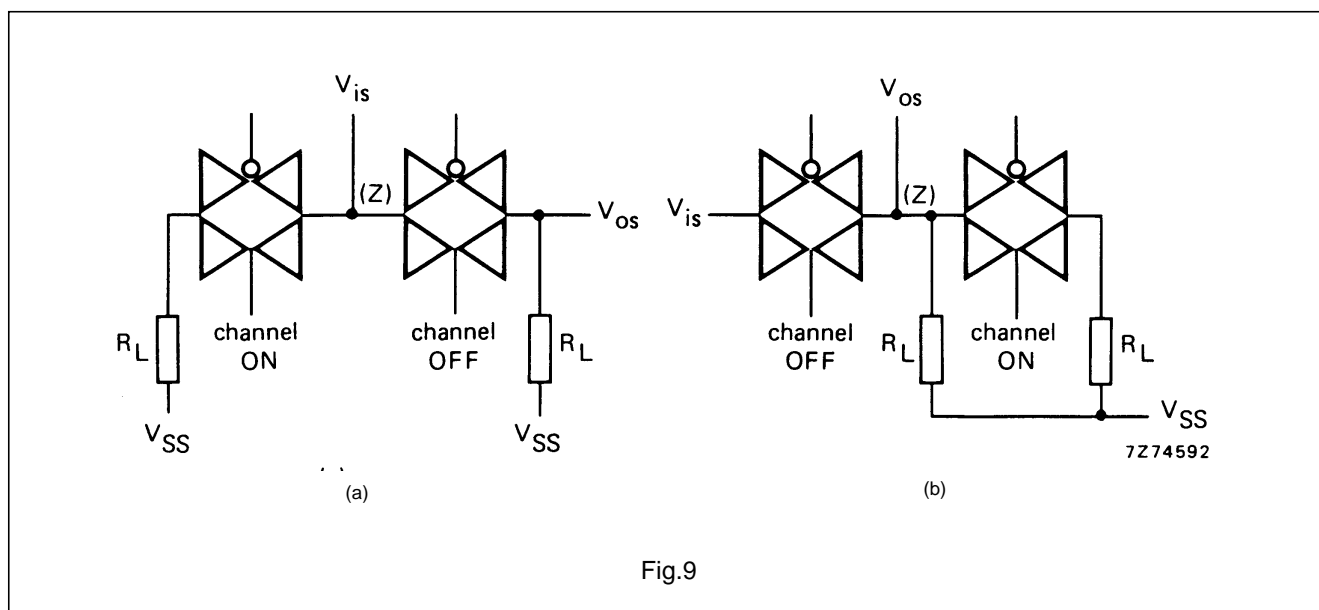 V_is
(Z)
channel
ON
channel
OFF
V_os
R_L
R_L
V_SS
V_SS
(a)
V_os
(Z)
V_is
channel
OFF
channel
ON
R_L
R_L
V_SS
7Z74592
(b)
Fig.9